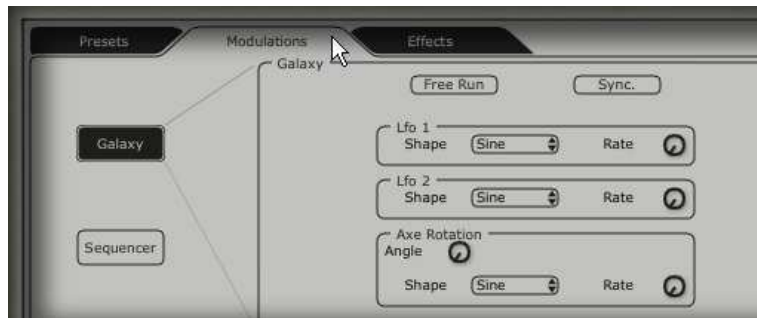 Presets Modulations Effects
Galaxy
Free Run Sync.
Galaxy
Lfo 1
Shape Sine Rate
Lfo 2
Shape Sine Rate
Sequencer
Axe Rotation
Angle
Shape Sine Rate